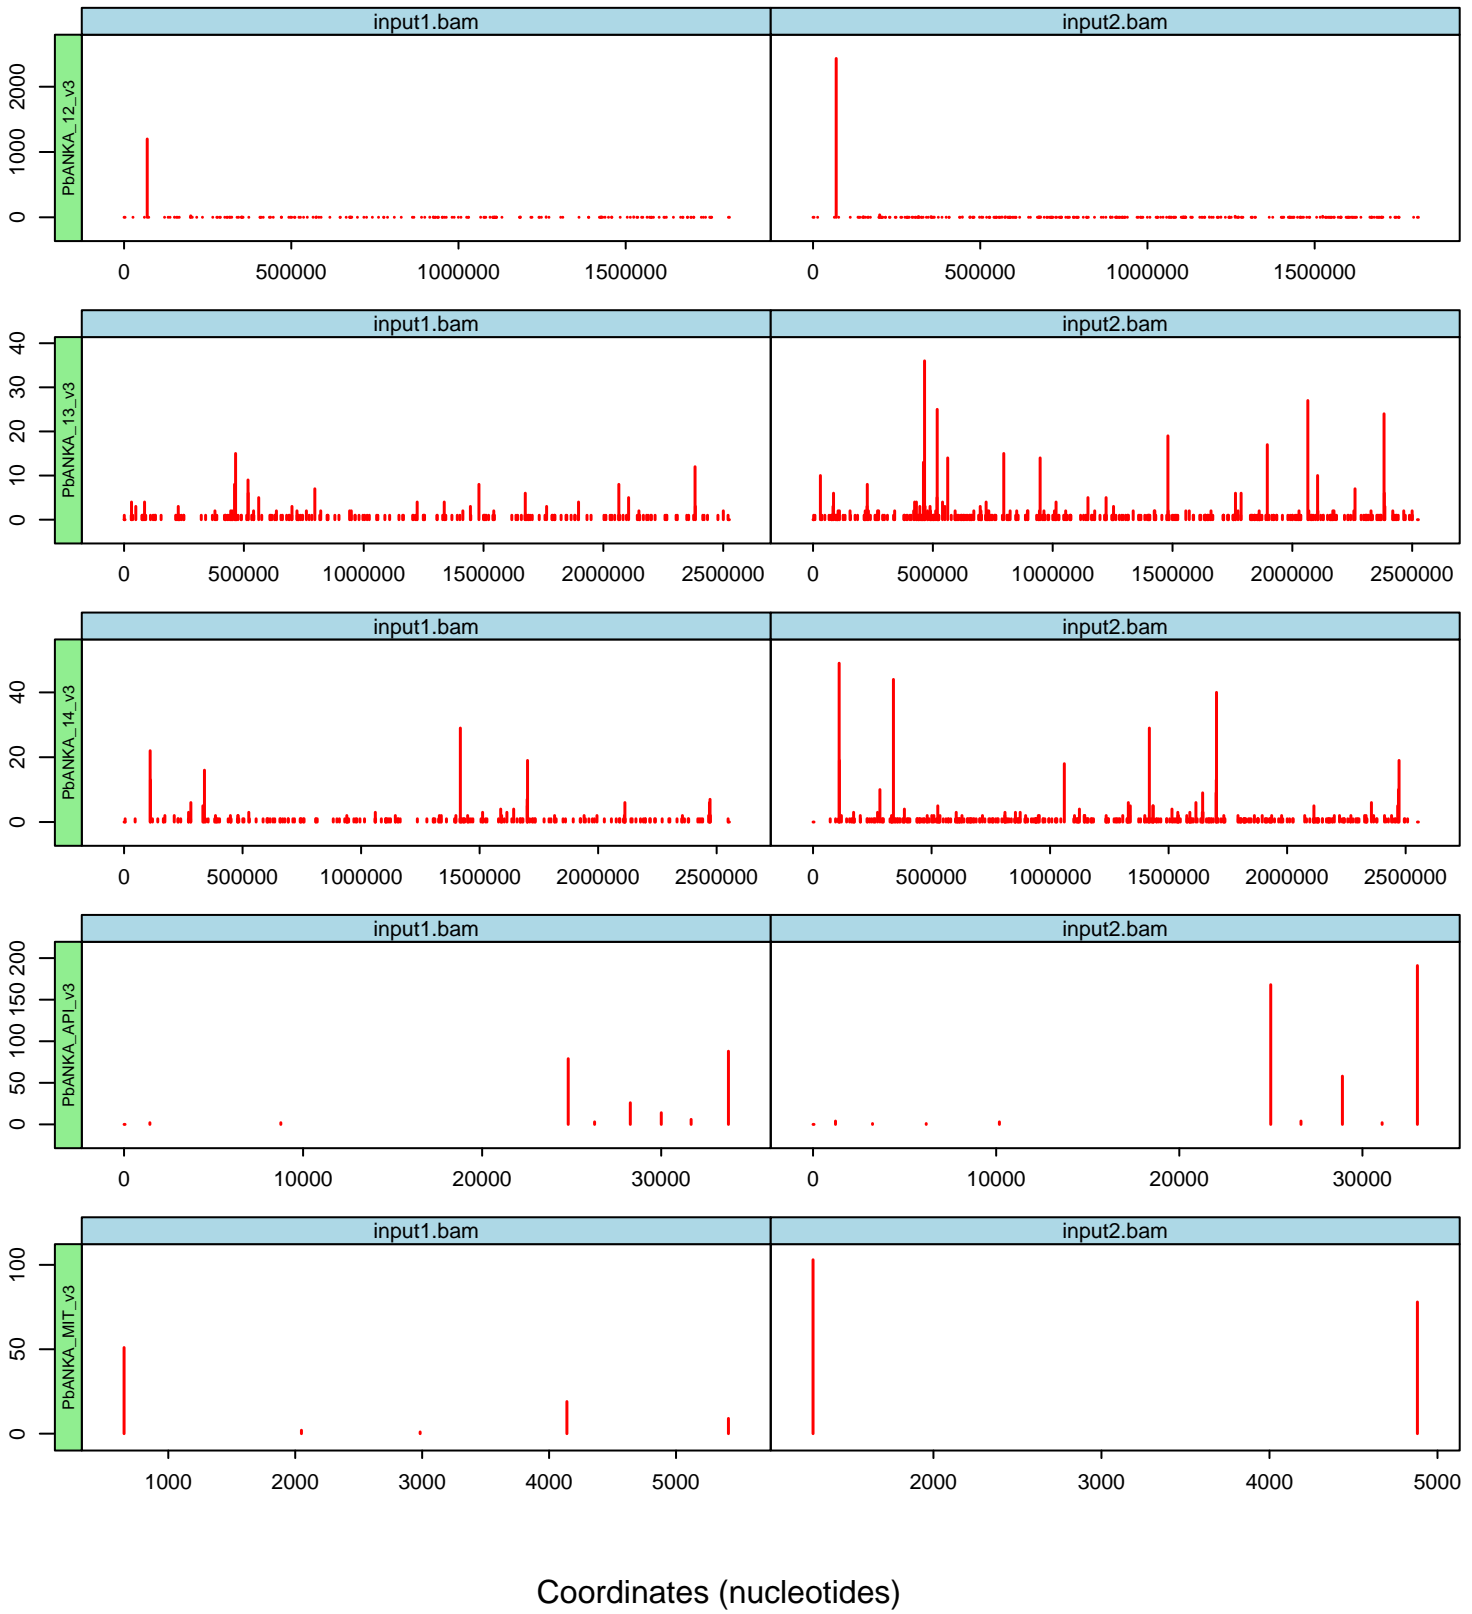 input1.bam input2.bam
PbANKA_12_v3
2000
1000
0
0 500000 1000000 1500000 0 500000 1000000 1500000
input1.bam input2.bam
PbANKA_13_v3
40
30
20
10
0
0 500000 1000000 1500000 2000000 2500000 0 500000 1000000 1500000 2000000 2500000
input1.bam input2.bam
PbANKA_14_v3
40
20
0
0 500000 1000000 1500000 2000000 2500000 0 500000 1000000 1500000 2000000 2500000
input1.bam input2.bam
PbANKA_API_v3
200
150
100
50
0
0 10000 20000 30000 0 10000 20000 30000
input1.bam input2.bam
PbANKA_MIT_v3
100
50
0
1000 2000 3000 4000 5000 2000 3000 4000 5000
Coordinates (nucleotides)